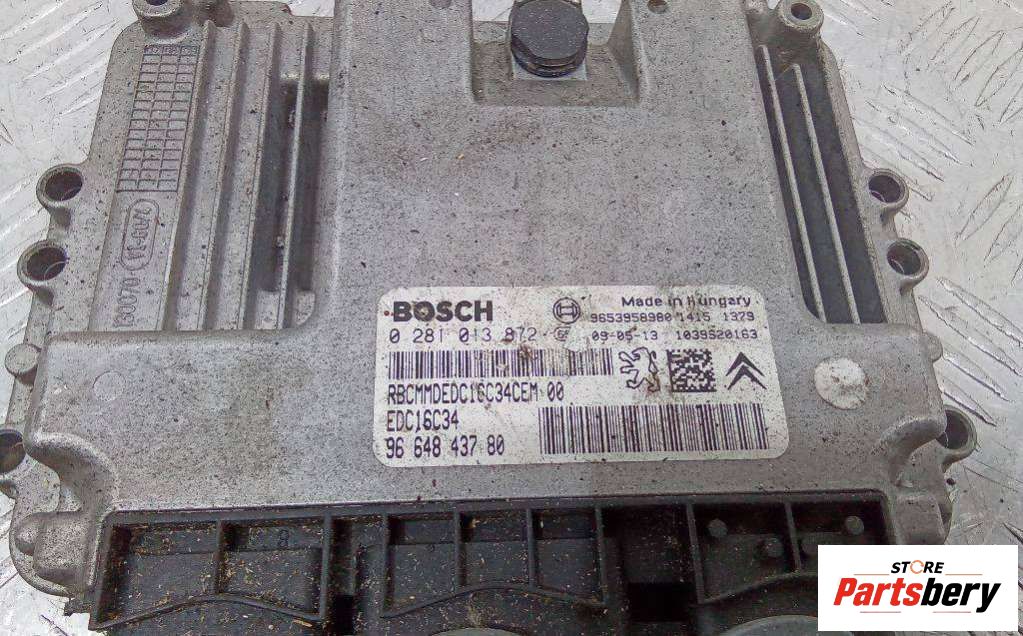 BOSCH
Made in Hungary
9653958980 1415 1379
0 281 013 872
09-05-13 1039S20163
RBCMMDEDC16C34CEM-00
EDC16C34
96 648 437 80
STORE
Partsbery